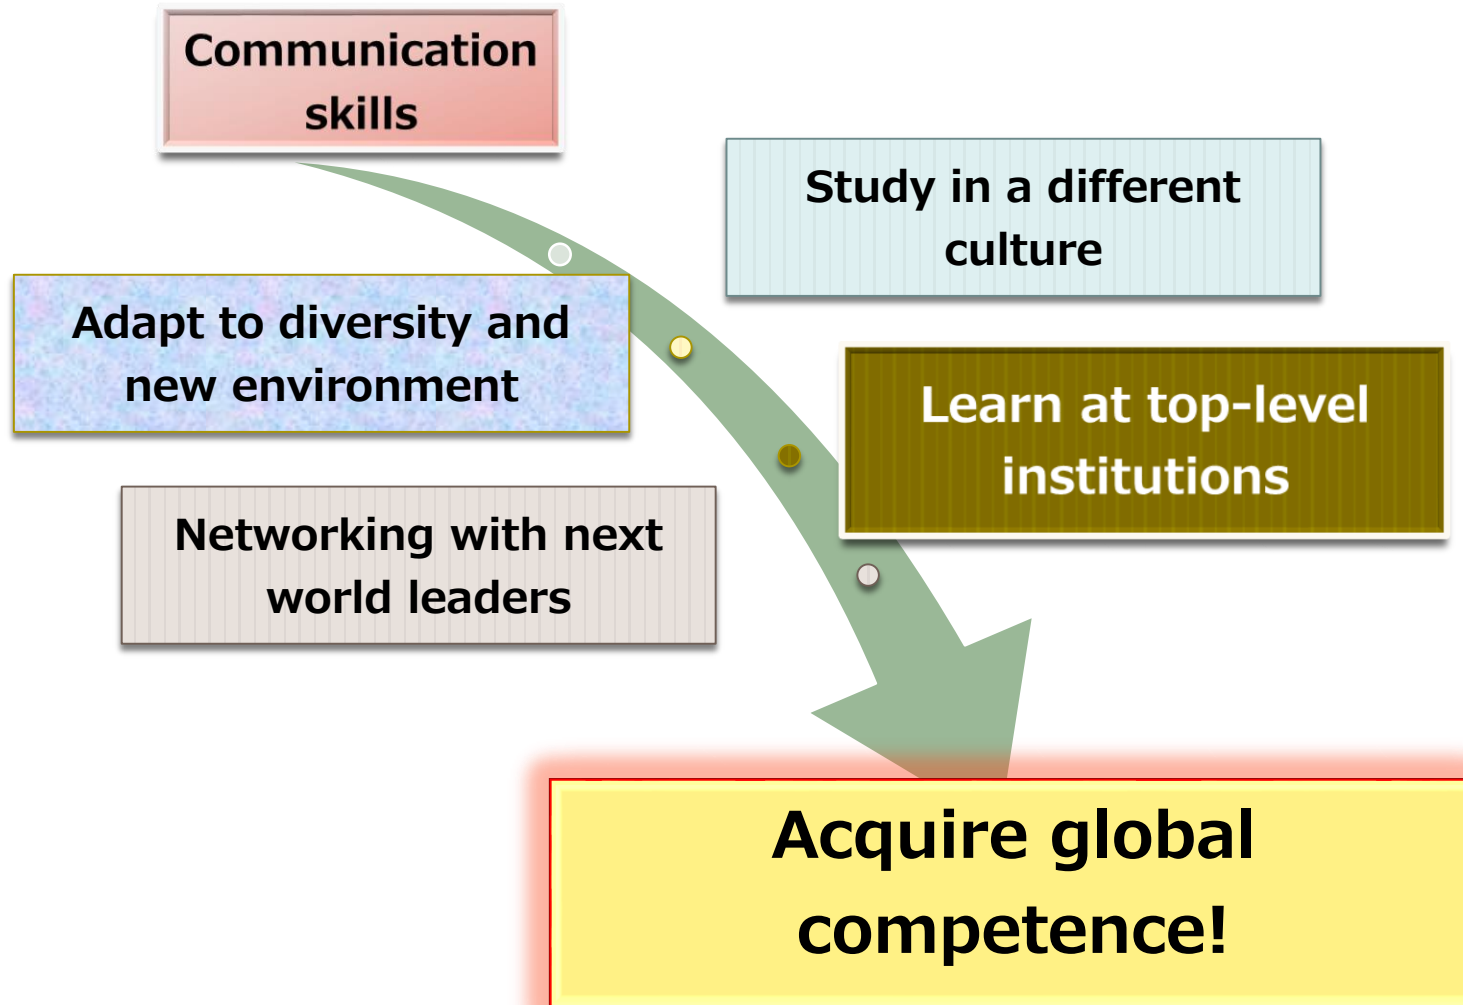 Communication
skills
Study in a different
culture
Adapt to diversity and
new environment
Learn at top-level
institutions
Networking with next
world leaders
Acquire global
competence!